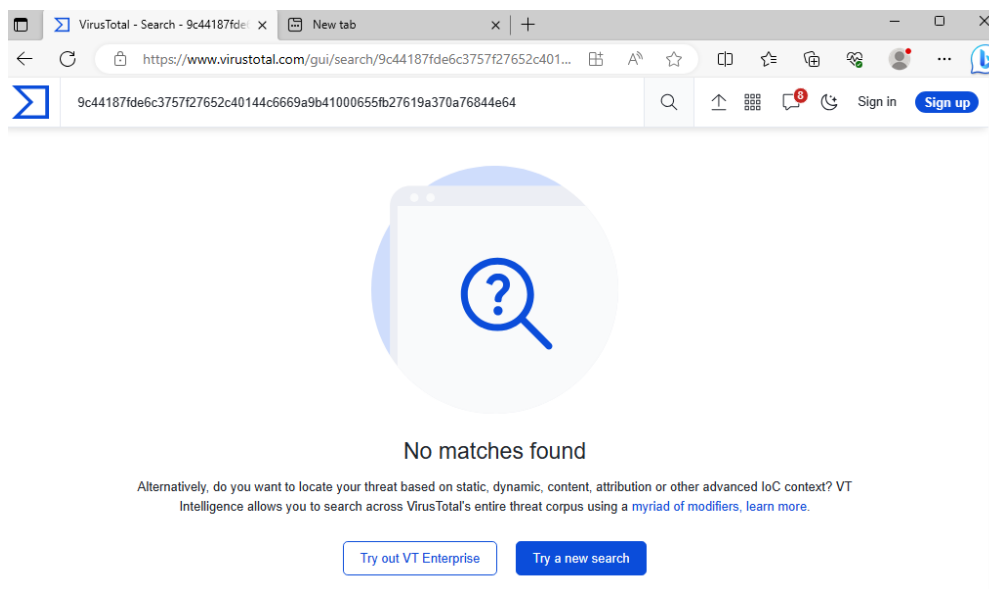 VirusTotal - Search - 9c44187fde
New tab
https://www.virustotal.com/gui/search/9c44187fde6c3757f27652c401...
9c44187fde6c3757f27652c40144c6669a9b41000655fb27619a370a76844e64
8
Sign in
Sign up
No matches found
Alternatively, do you want to locate your threat based on static, dynamic, content, attribution or other advanced IoC context? VT
Intelligence allows you to search across VirusTotal's entire threat corpus using a myriad of modifiers, learn more.
Try out VT Enterprise
Try a new search